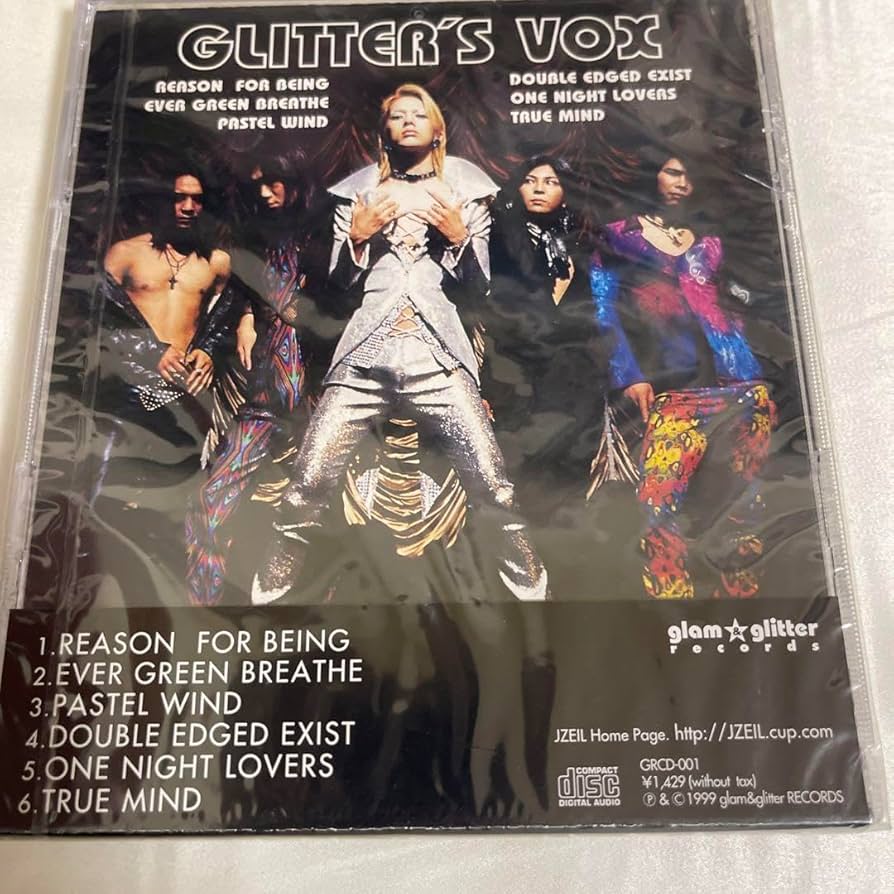 GLITTER'S VOX
REASON FOR BEING
EVER GREEN BREATHE
PASTEL WIND
DOUBLE EDGED EXIST
ONE NIGHT LOVERS
TRUE MIND
1.REASON FOR BEING
2.EVER GREEN BREATHE
3.PASTEL WIND
4.DOUBLE EDGED EXIST
5.ONE NIGHT LOVERS
6.TRUE MIND
glam & glitter
records
JZEIL Home Page. http://JZEIL.cup.com
COMPACT
disc
DIGITAL AUDIO
GRCD-001
¥1,429 (without tax)
Ⓟ & © 1999 glam&glitter RECORDS